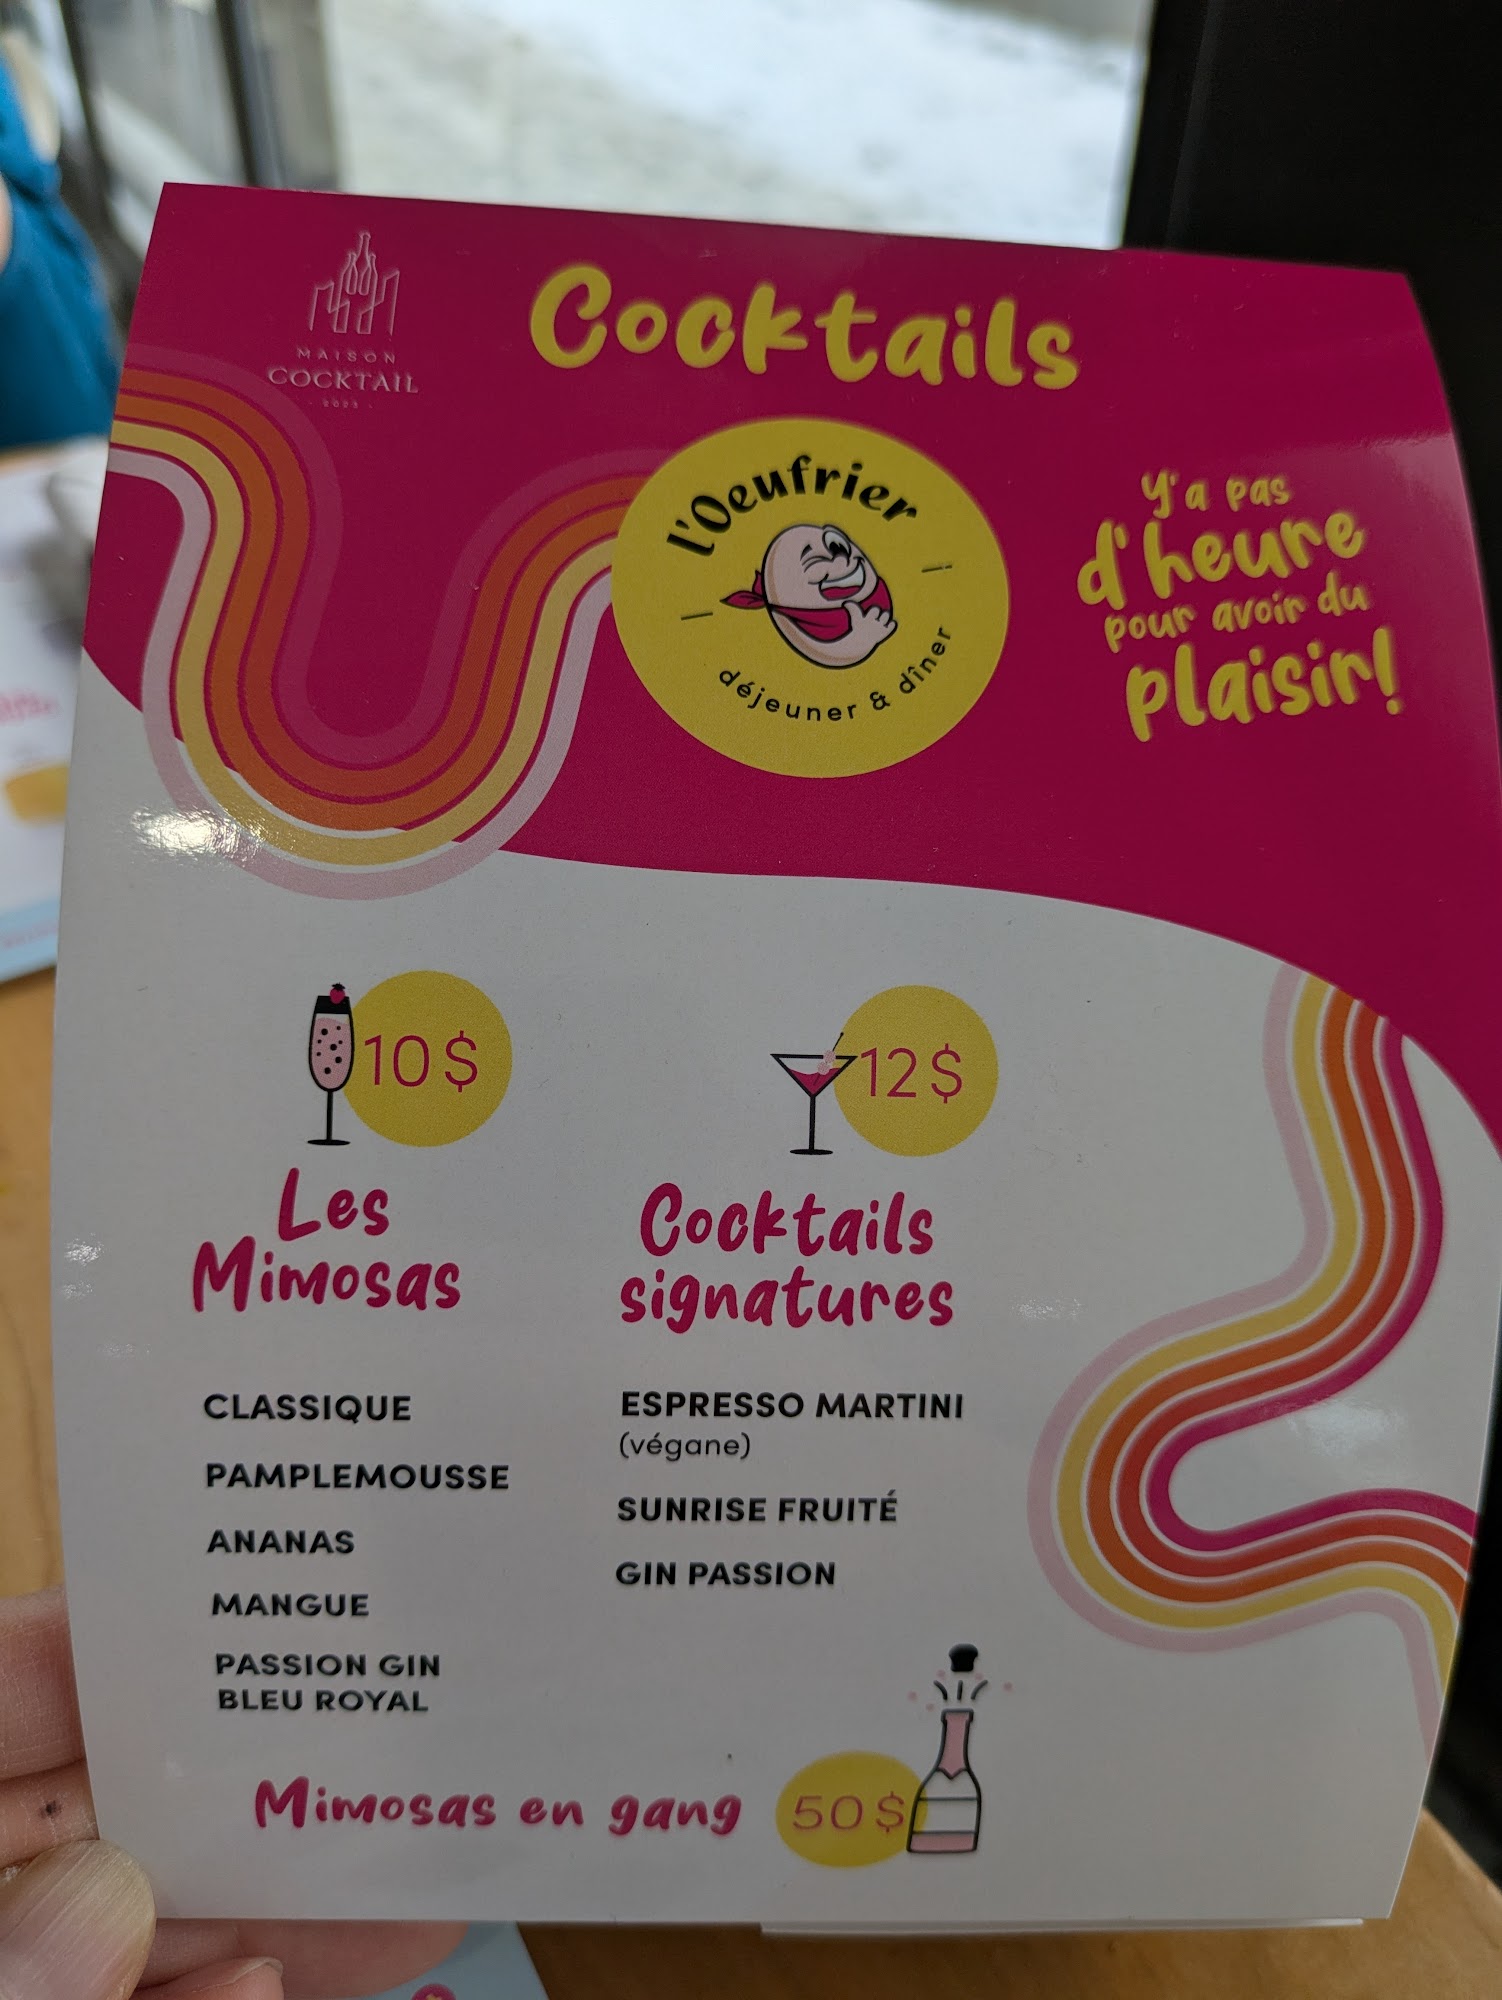 MAISON
COCKTAIL
- 2023 -
Cocktails
l'Oeufrier
déjeuner & dîner
Y'a pas
d'heure
pour avoir du
plaisir!
10$
Les
Mimosas
CLASSIQUE
PAMPLEMOUSSE
ANANAS
MANGUE
PASSION GIN
BLEU ROYAL
12$
Cocktails
signatures
ESPRESSO MARTINI
(végane)
SUNRISE FRUITÉ
GIN PASSION
Mimosas en gang
50$